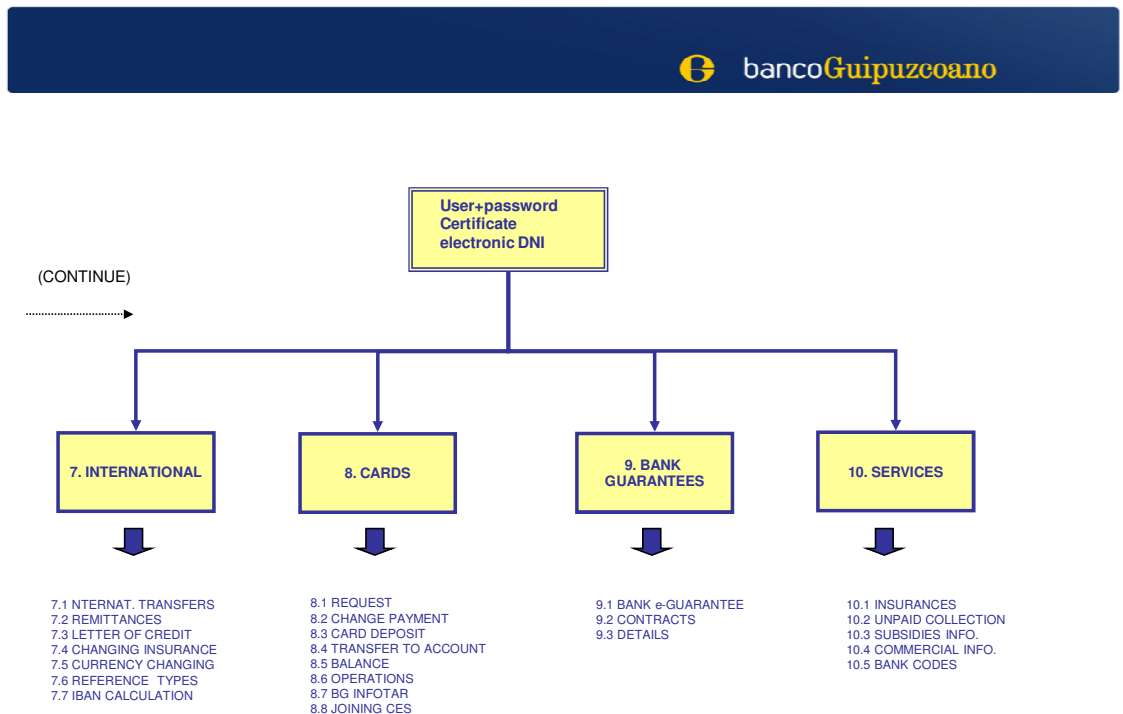 bancoGuipuzcoano
User+password
Certificate
electronic DNI
(CONTINUE)
7. INTERNATIONAL
8. CARDS
9. BANK
GUARANTEES
10. SERVICES
7.1 NTERNAT. TRANSFERS
7.2 REMITTANCES
7.3 LETTER OF CREDIT
7.4 CHANGING INSURANCE
7.5 CURRENCY CHANGING
7.6 REFERENCE TYPES
7.7 IBAN CALCULATION
8.1 REQUEST
8.2 CHANGE PAYMENT
8.3 CARD DEPOSIT
8.4 TRANSFER TO ACCOUNT
8.5 BALANCE
8.6 OPERATIONS
8.7 BG INFOTAR
8.8 JOINING CES
9.1 BANK e-GUARANTEE
9.2 CONTRACTS
9.3 DETAILS
10.1 INSURANCES
10.2 UNPAID COLLECTION
10.3 SUBSIDIES INFO.
10.4 COMMERCIAL INFO.
10.5 BANK CODES